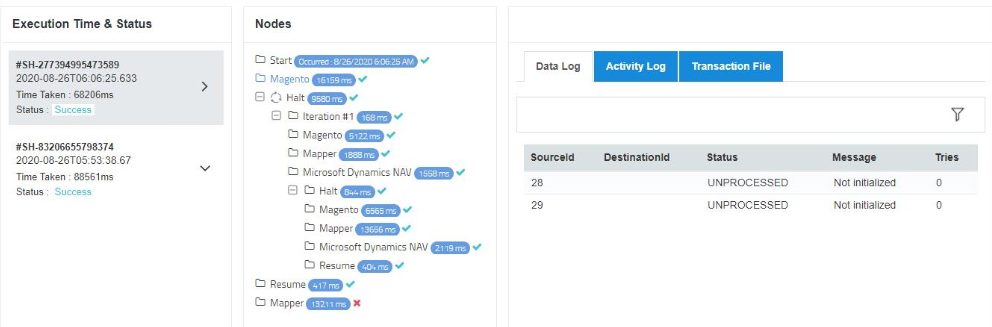 Execution Time & Status
#SH-277394995473589
2020-08-26T06:06:25.633
Time Taken : 68206ms
Status : Success
#SH-83206655798374
2020-08-26T05:53:38.67
Time Taken : 88561ms
Status : Success
Nodes
Start Occurred : 8/26/2020 6:06:25 AM
Magento 16159 ms
Halt 9680 ms
Iteration #1 168 ms
Magento 5122 ms
Mapper 1888 ms
Microsoft Dynamics NAV 1668 ms
Halt 844 ms
Magento 6565 ms
Mapper 13666 ms
Microsoft Dynamics NAV 2119 ms
Resume 404 ms
Resume 417 ms
Mapper 13211 ms
Data Log Activity Log Transaction File
SourceId DestinationId Status Message Tries
28 UNPROCESSED Not initialized 0
29 UNPROCESSED Not initialized 0